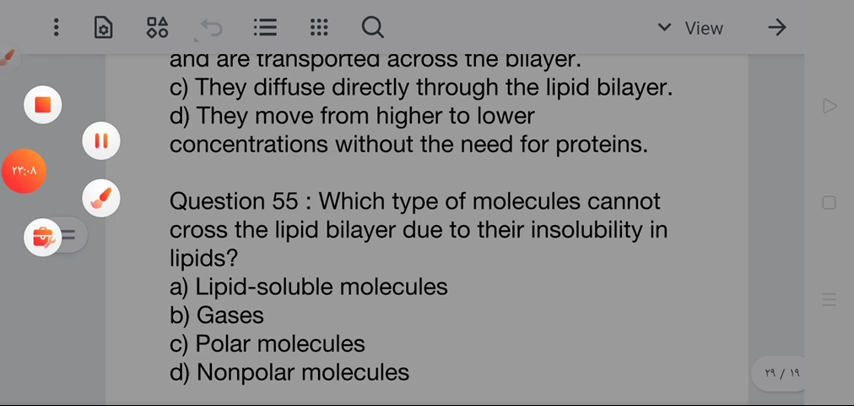 View
and are transported across the bilayer.
c) They diffuse directly through the lipid bilayer.
d) They move from higher to lower
concentrations without the need for proteins.
٢٣:٠٨
Question 55 : Which type of molecules cannot
cross the lipid bilayer due to their insolubility in
lipids?
a) Lipid-soluble molecules
b) Gases
c) Polar molecules
d) Nonpolar molecules
٢٩ / ١٩